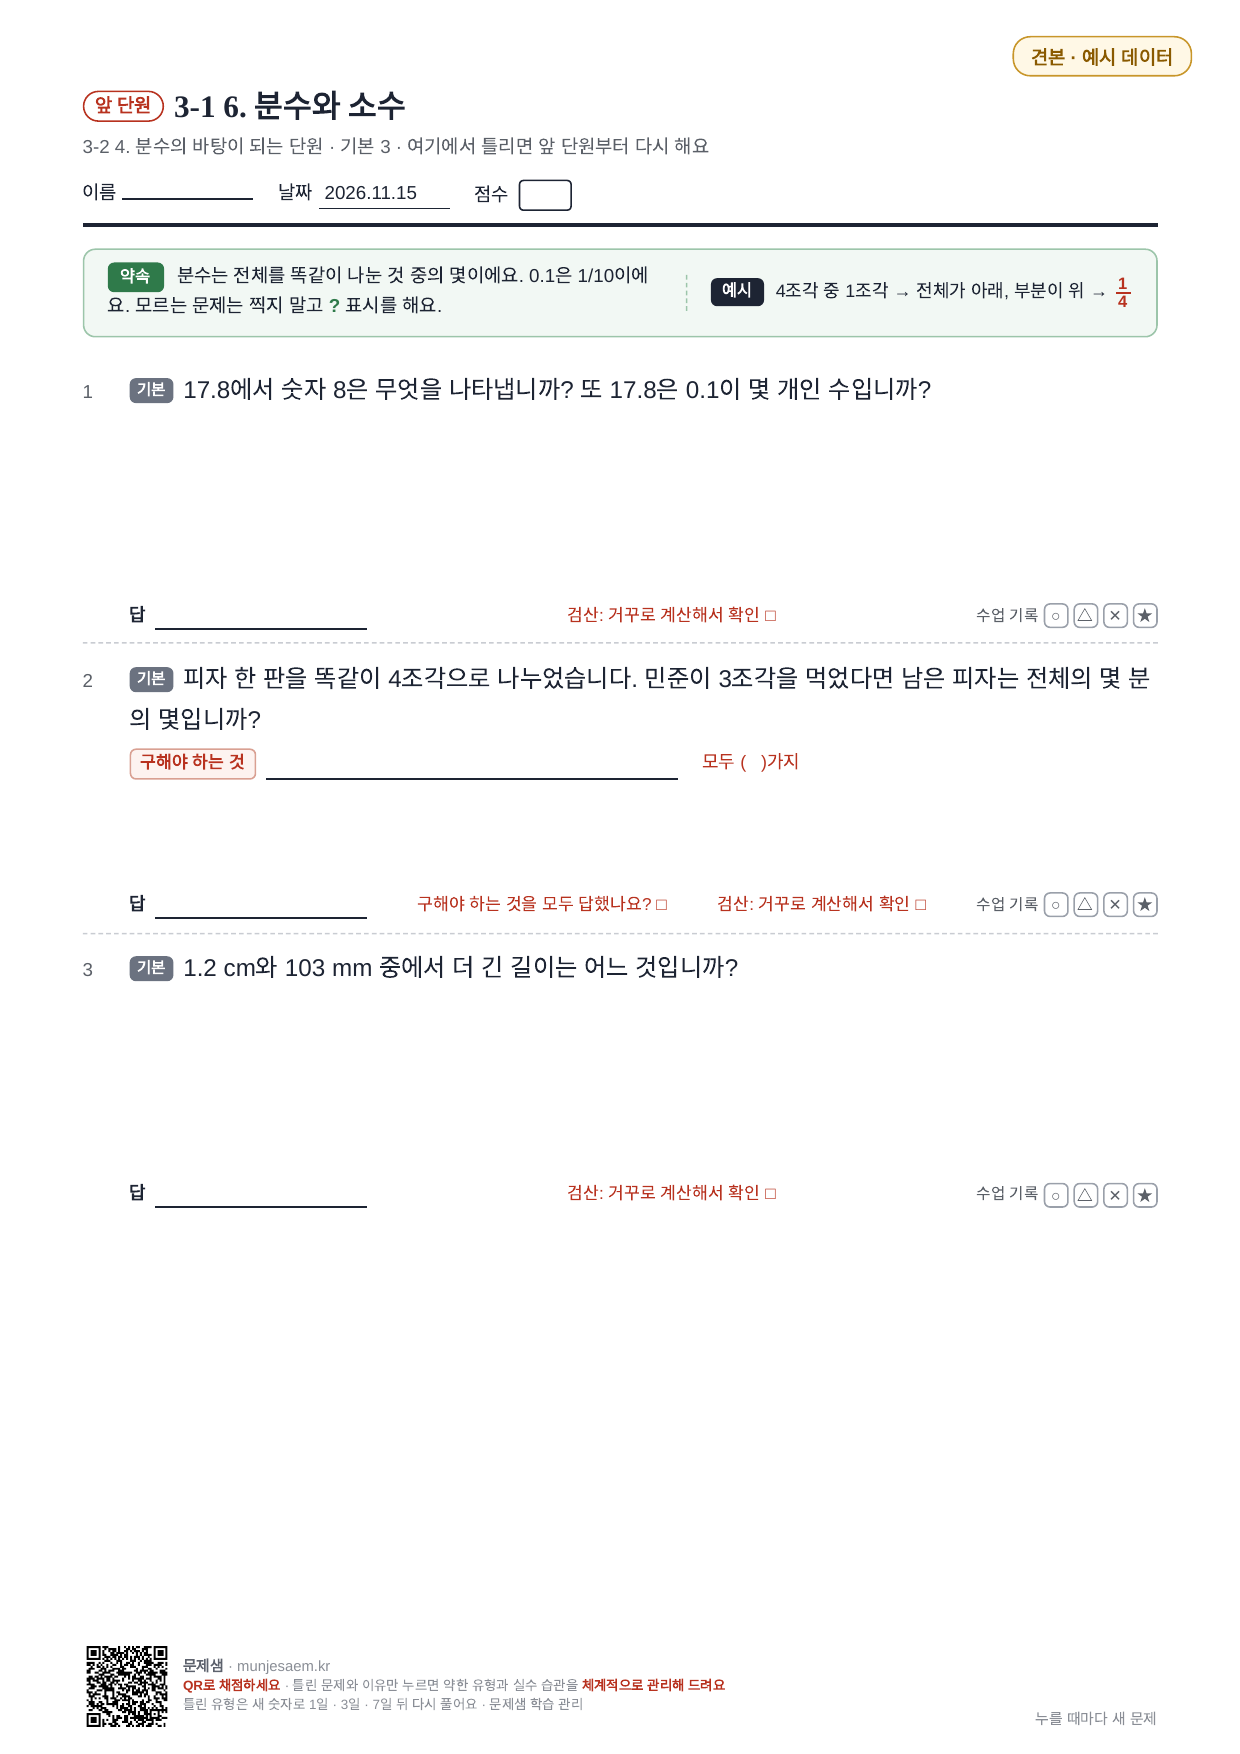 견본 · 예시 데이터
앞 단원 3-1 6. 분수와 소수
3-2 4. 분수의 바탕이 되는 단원 · 기본 3 · 여기에서 틀리면 앞 단원부터 다시 해요
이름 날짜 2026.11.15 점수
약속 분수는 전체를 똑같이 나눈 것 중의 몇이에요. 0.1은 1/10이에
요. 모르는 문제는 찍지 말고 ? 표시를 해요.
예시 4조각 중 1조각 → 전체가 아래, 부분이 위 → 1/4
1 기본 17.8에서 숫자 8은 무엇을 나타냅니까? 또 17.8은 0.1이 몇 개인 수입니까?
답 검산: 거꾸로 계산해서 확인 □ 수업 기록 ○ △ ✕ ★
2 기본 피자 한 판을 똑같이 4조각으로 나누었습니다. 민준이 3조각을 먹었다면 남은 피자는 전체의 몇 분
의 몇입니까?
구해야 하는 것 모두 ( )가지
답 구해야 하는 것을 모두 답했나요? □ 검산: 거꾸로 계산해서 확인 □ 수업 기록 ○ △ ✕ ★
3 기본 1.2 cm와 103 mm 중에서 더 긴 길이는 어느 것입니까?
답 검산: 거꾸로 계산해서 확인 □ 수업 기록 ○ △ ✕ ★
문제샘 · munjesaem.kr
QR로 채점하세요 · 틀린 문제와 이유만 누르면 약한 유형과 실수 습관을 체계적으로 관리해 드려요
틀린 유형은 새 숫자로 1일 · 3일 · 7일 뒤 다시 풀어요 · 문제샘 학습 관리
누를 때마다 새 문제